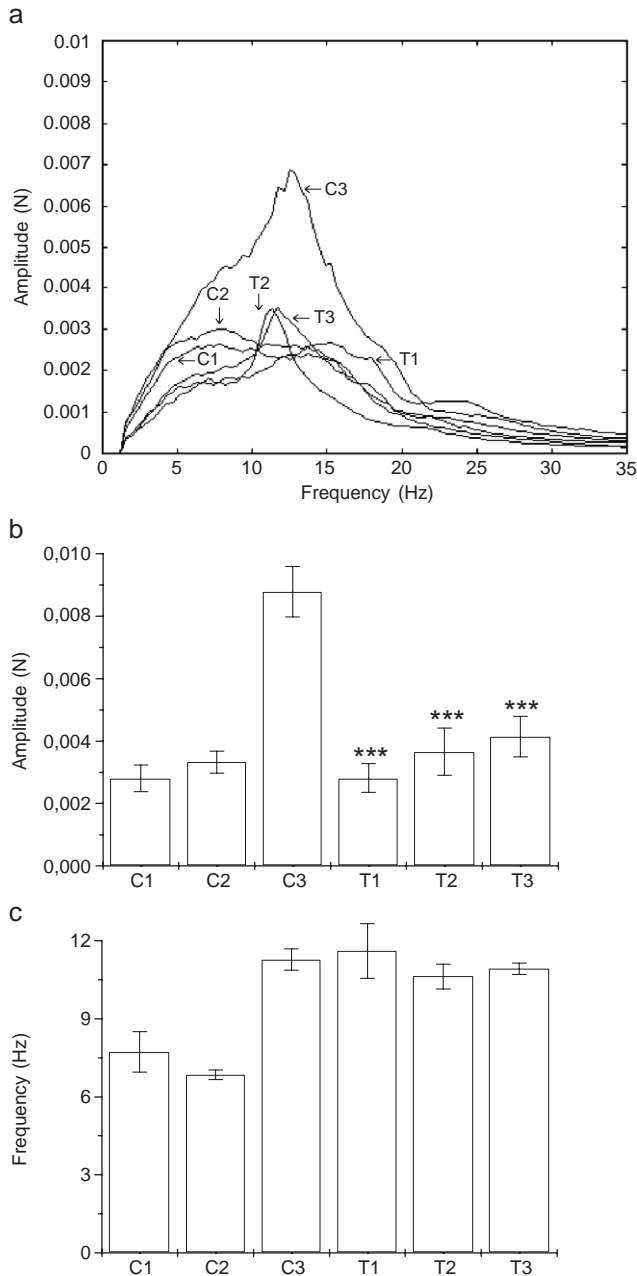 a
0.01
0.009
0.008
0.007
0.006
0.005
0.004
0.003
0.002
0.001
0
Amplitude (N)
C3
T2
C2
T3
C1
T1
0 5 10 15 20 25 30 35
Frequency (Hz)
b
0,010
0,008
0,006
0,004
0,002
0,000
Amplitude (N)
*** *** ***
C1 C2 C3 T1 T2 T3
c
12
9
6
3
0
Frequency (Hz)
C1 C2 C3 T1 T2 T3